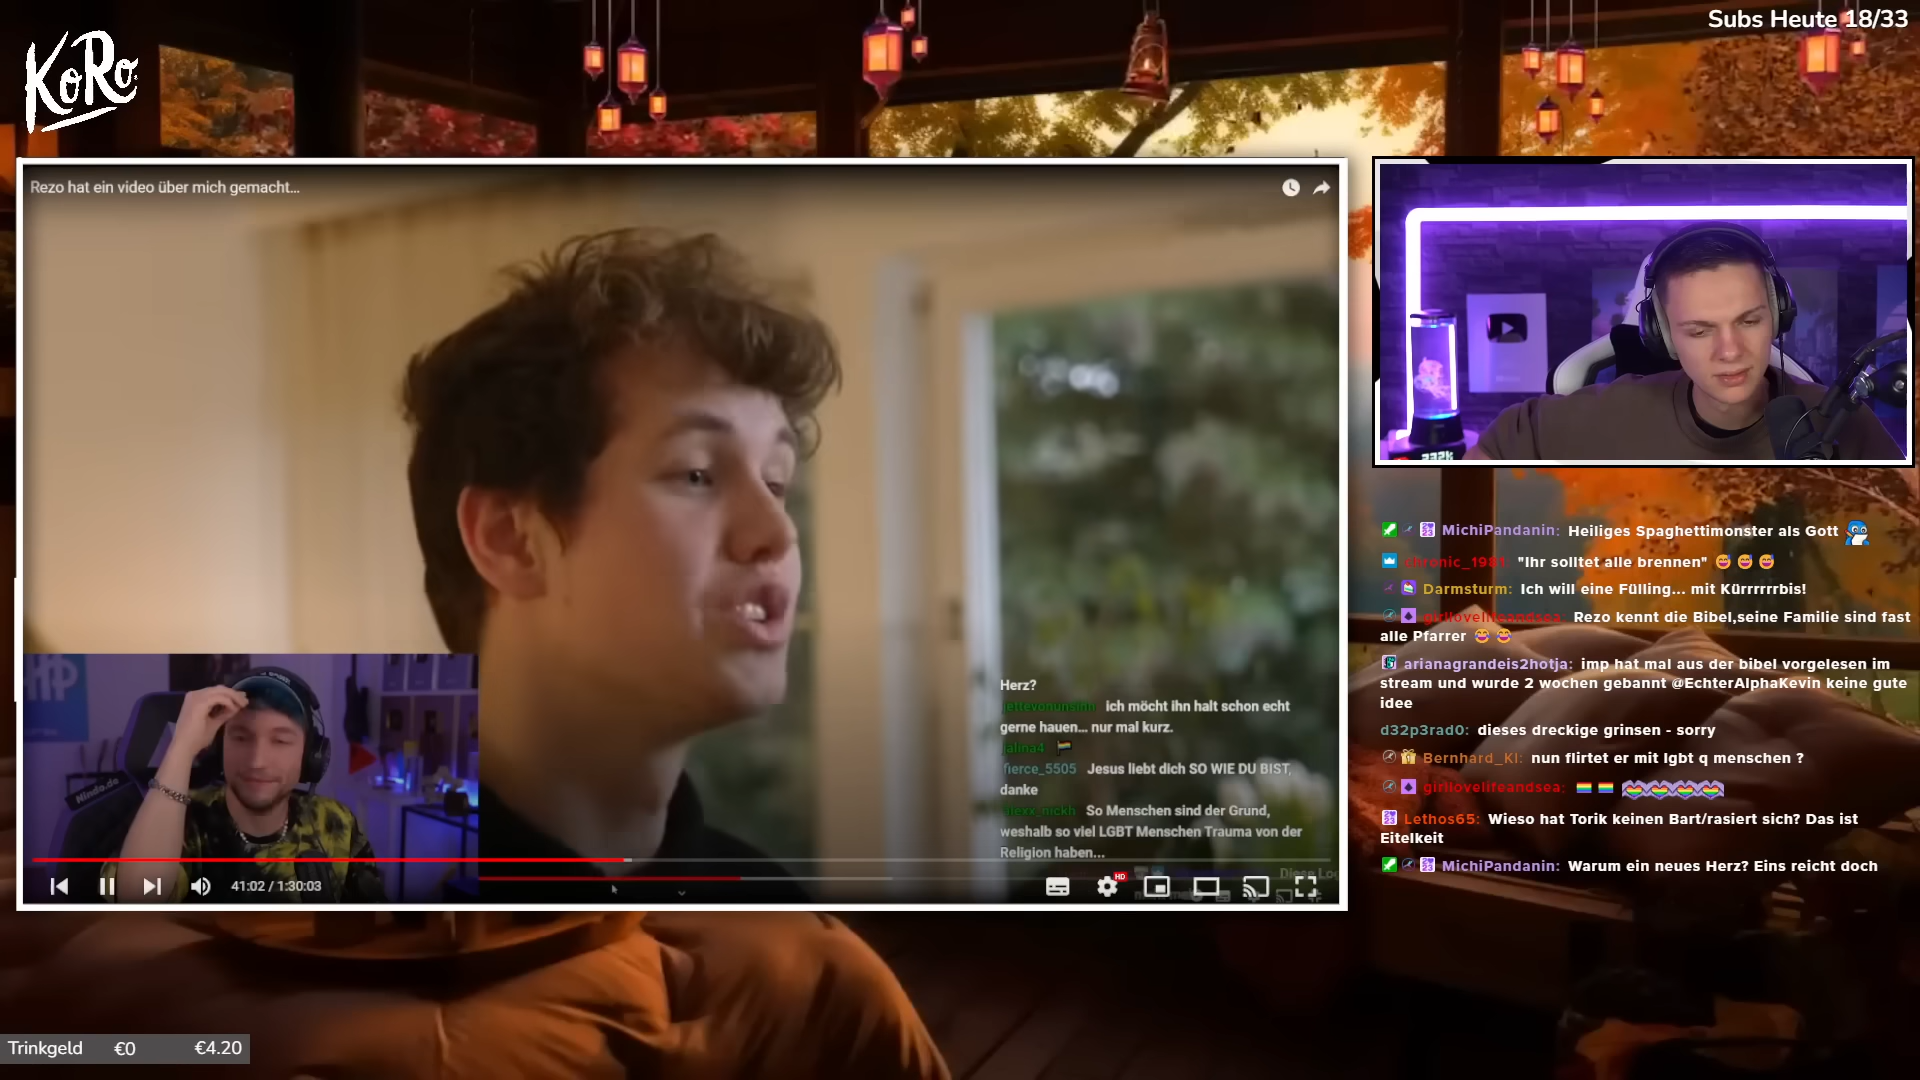 Subs Heute 18/33
KoRo
Rezo hat ein video über mich gemacht...
Herz?
ich möcht ihn halt schon echt
gerne hauen... nur mal kurz.
fierce_5505 Jesus liebt dich SO WIE DU BIST,
danke
So Menschen sind der Grund,
weshalb so viel LGBT Menschen Trauma von der
Religion haben...
Nindo.de
41:02 / 1:30:03
HD
232K
MichiPandanin: Heiliges Spaghettimonster als Gott
chronic_1981: "Ihr solltet alle brennen"
Darmsturm: Ich will eine Fülling... mit Kürrrrrrbis!
girllovelifeandsea: Rezo kennt die Bibel,seine Familie sind fast
alle Pfarrer
arianagrandeis2hotja: imp hat mal aus der bibel vorgelesen im
stream und wurde 2 wochen gebannt @EchterAlphaKevin keine gute
idee
d32p3rad0: dieses dreckige grinsen - sorry
Bernhard_Kl: nun flirtet er mit lgbt q menschen ?
girllovelifeandsea:
Lethos65: Wieso hat Torik keinen Bart/rasiert sich? Das ist
Eitelkeit
MichiPandanin: Warum ein neues Herz? Eins reicht doch
Trinkgeld €0 €4.20